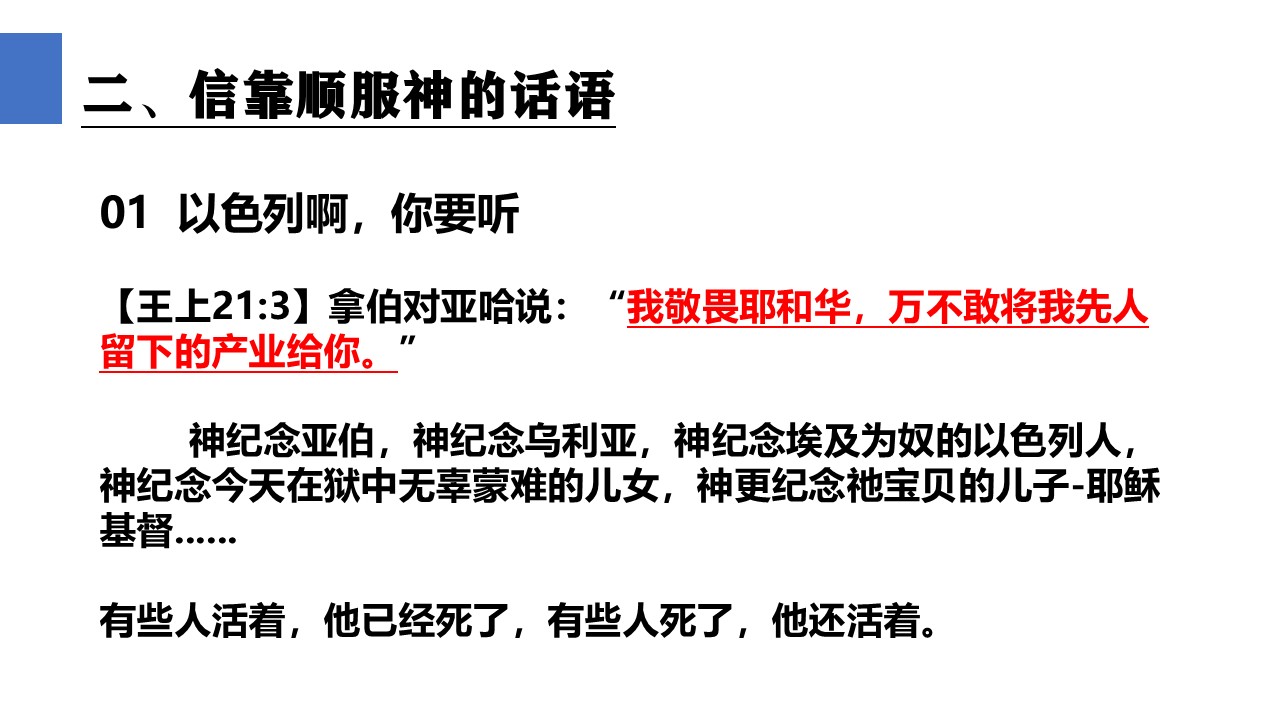 二、信靠顺服神的话语
01 以色列啊，你要听
【王上21:3】拿伯对亚哈说：“我敬畏耶和华，万不敢将我先人
留下的产业给你。”
神纪念亚伯，神纪念乌利亚，神纪念埃及为奴的以色列人，
神纪念今天在狱中无辜蒙难的儿女，神更纪念祂宝贝的儿子-耶稣
基督......
有些人活着，他已经死了，有些人死了，他还活着。